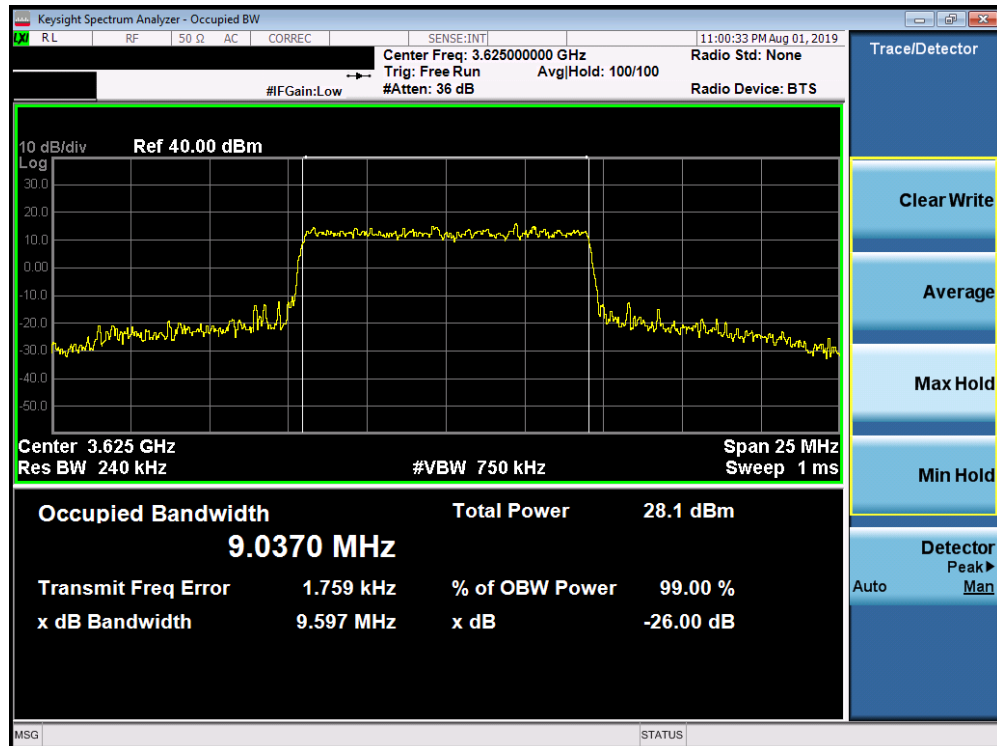 Keysight Spectrum Analyzer - Occupied BW
LXI RL RF 50 Ω AC CORREC SENSE:INT 11:00:33 PM Aug 01, 2019
Center Freq: 3.625000000 GHz Radio Std: None
Trig: Free Run Avg|Hold: 100/100
#IFGain:Low #Atten: 36 dB Radio Device: BTS
10 dB/div Ref 40.00 dBm
Log
30.0
20.0
10.0
0.00
-10.0
-20.0
-30.0
-40.0
-50.0
Center 3.625 GHz Span 25 MHz
Res BW 240 kHz #VBW 750 kHz Sweep 1 ms
Occupied Bandwidth Total Power 28.1 dBm
9.0370 MHz
Transmit Freq Error 1.759 kHz % of OBW Power 99.00 %
x dB Bandwidth 9.597 MHz x dB -26.00 dB
MSG STATUS
Trace/Detector
Clear Write
Average
Max Hold
Min Hold
Detector
Peak▶
Auto Man